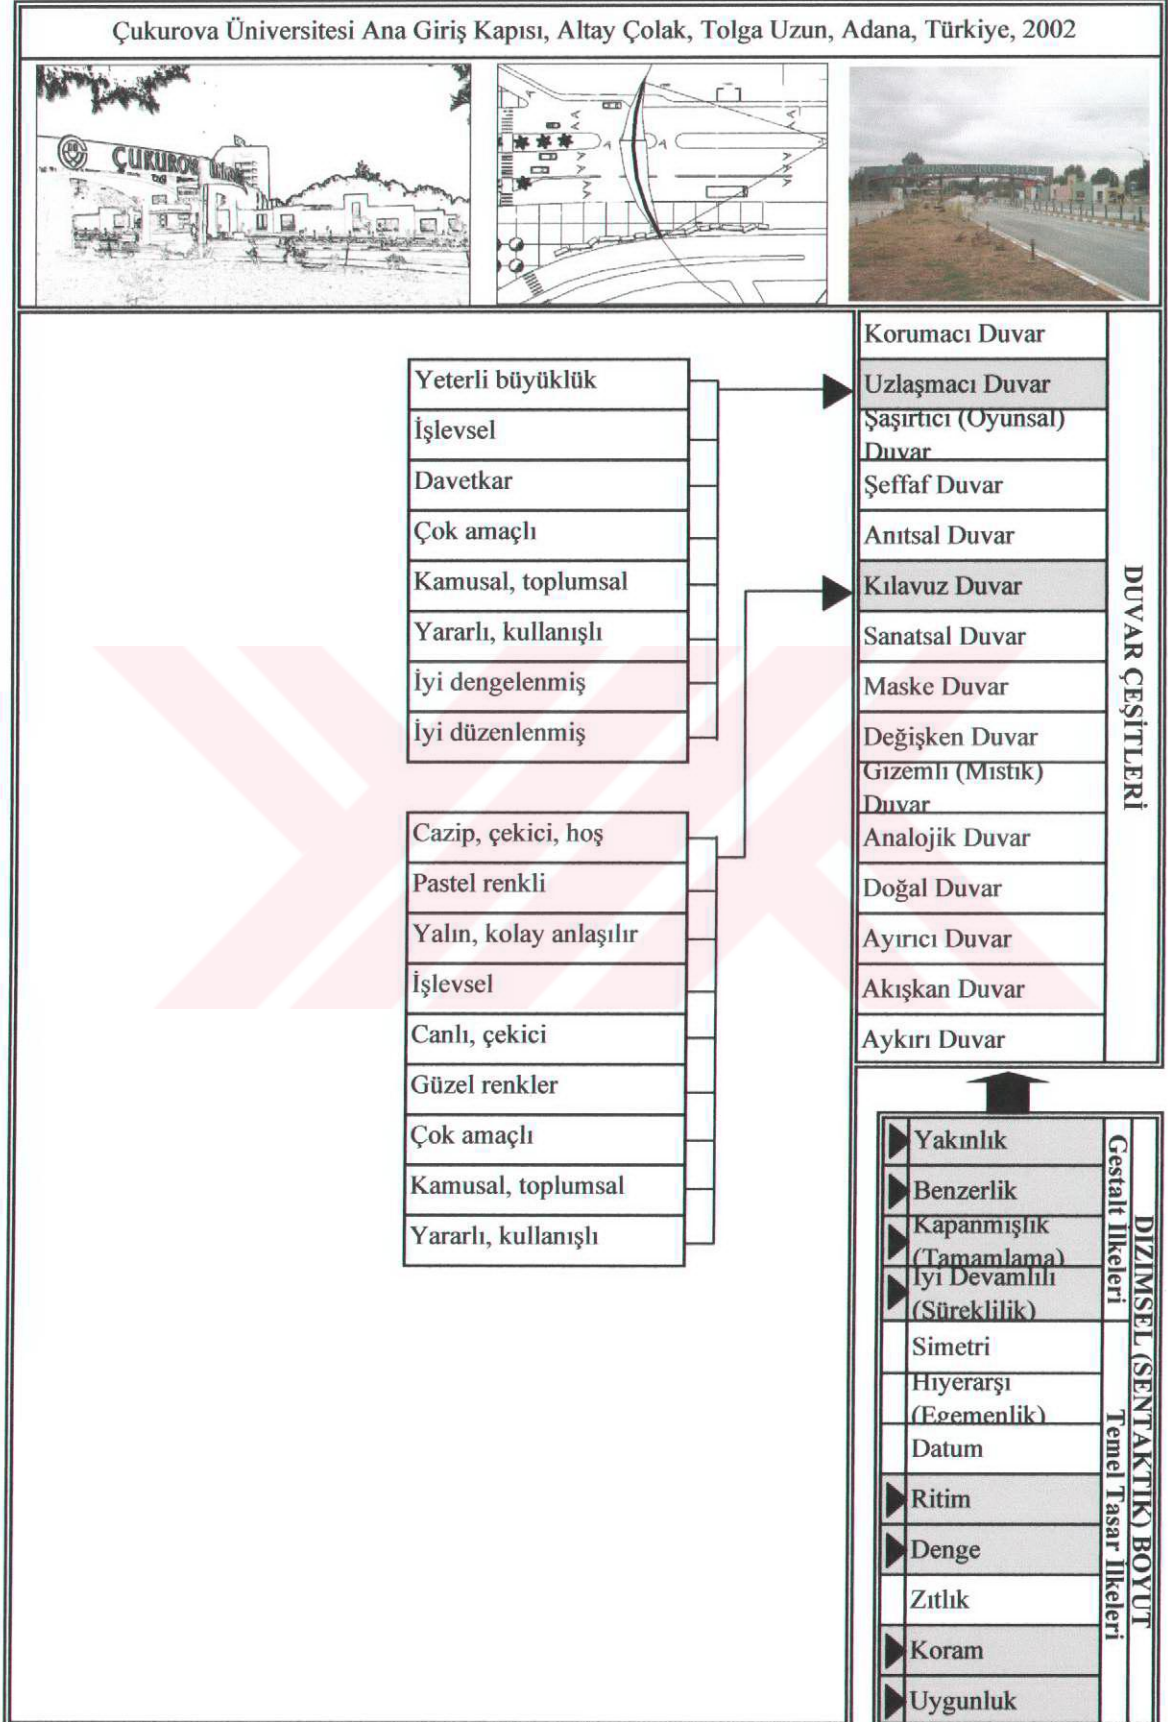 Çukurova Üniversitesi Ana Giriş Kapısı, Altay Çolak, Tolga Uzun, Adana, Türkiye, 2002
ÇUKUROVA
Yeterli büyüklük
İşlevsel
Davetkar
Çok amaçlı
Kamusal, toplumsal
Yararlı, kullanışlı
İyi dengelenmiş
İyi düzenlenmiş
Cazip, çekici, hoş
Pastel renkli
Yalın, kolay anlaşılır
İşlevsel
Canlı, çekici
Güzel renkler
Çok amaçlı
Kamusal, toplumsal
Yararlı, kullanışlı
Korumacı Duvar
Uzlaşmacı Duvar
Şaşırtıcı (Oyunsal)
Duvar
Şeffaf Duvar
Anıtsal Duvar
Kılavuz Duvar
Sanatsal Duvar
Maske Duvar
Değişken Duvar
Gizemli (Mistik)
Duvar
Analojik Duvar
Doğal Duvar
Ayırıcı Duvar
Akışkan Duvar
Aykırı Duvar
DUVAR ÇEŞİTLERİ
Yakınlık
Benzerlik
Kapanmışlık
(Tamamlama)
İyi Devamlılı
(Süreklilik)
Simetri
Hiyerarşi
(Egemenlik)
Datum
Ritim
Denge
Zıtlık
Koram
Uygunluk
Gestalt İlkeleri
Temel Tasar İlkeleri
DİZİMSEL (SENTAKTİK) BOYUT